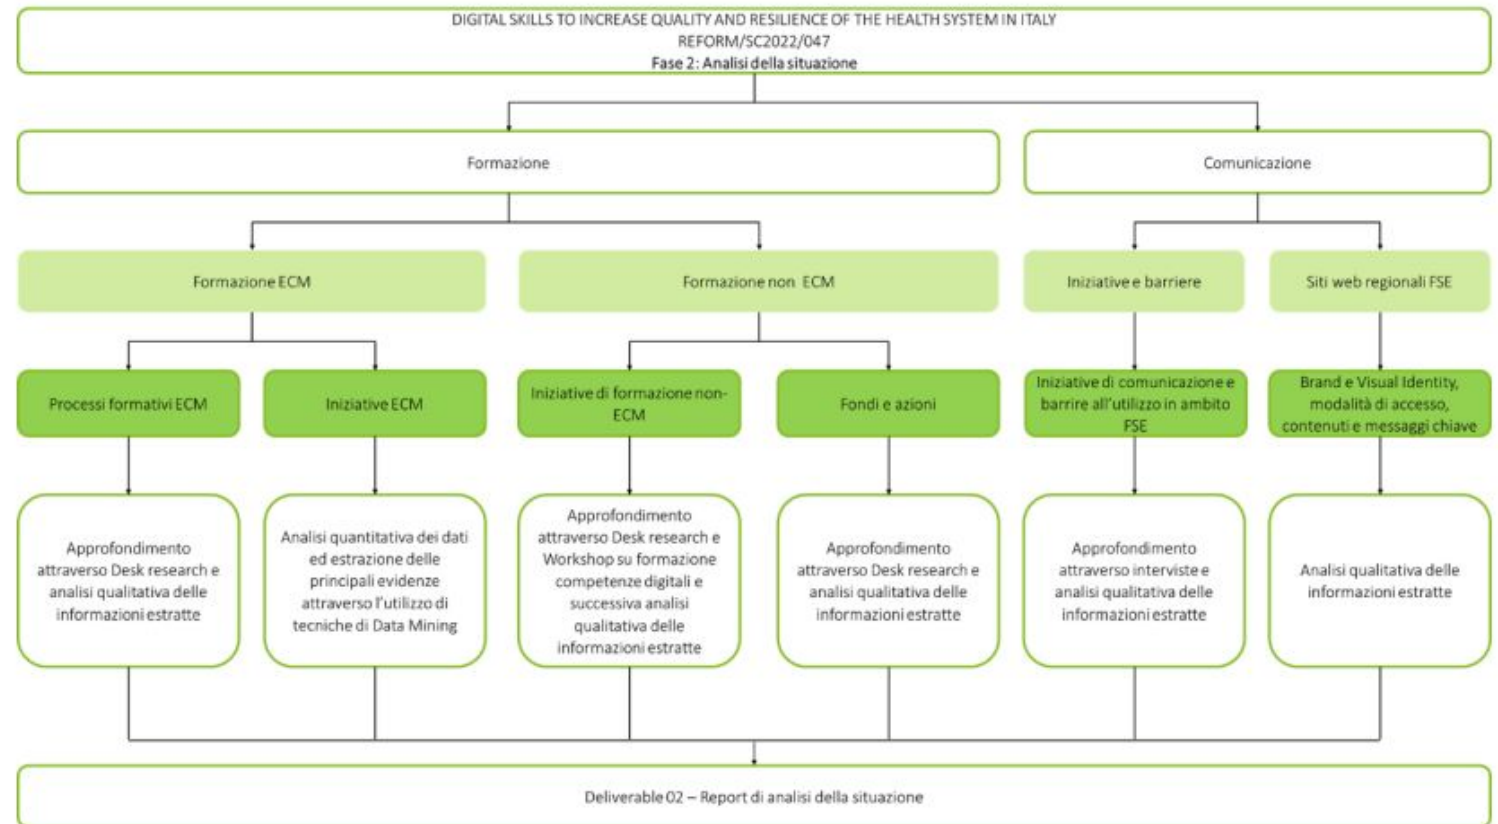 DIGITAL SKILLS TO INCREASE QUALITY AND RESILIENCE OF THE HEALTH SYSTEM IN ITALY
REFORM/SC2022/047
Fase 2: Analisi della situazione
Formazione
Comunicazione
Formazione ECM
Formazione non ECM
Iniziative e barriere
Siti web regionali FSE
Processi formativi ECM
Iniziative ECM
Iniziative di formazione non-
ECM
Fondi e azioni
Iniziative di comunicazione e
barrire all'utilizzo in ambito
FSE
Brand e Visual Identity,
modalità di accesso,
contenuti e messaggi chiave
Approfondimento
attraverso Desk research e
analisi qualitativa delle
informazioni estratte
Analisi quantitativa dei dati
ed estrazione delle
principali evidenze
attraverso l'utilizzo di
tecniche di Data Mining
Approfondimento
attraverso Desk research e
Workshop su formazione
competenze digitali e
successiva analisi
qualitativa delle
informazioni estratte
Approfondimento
attraverso Desk research e
analisi qualitativa delle
informazioni estratte
Approfondimento
attraverso interviste e
analisi qualitativa delle
informazioni estratte
Analisi qualitativa delle
informazioni estratte
Deliverable 02 – Report di analisi della situazione